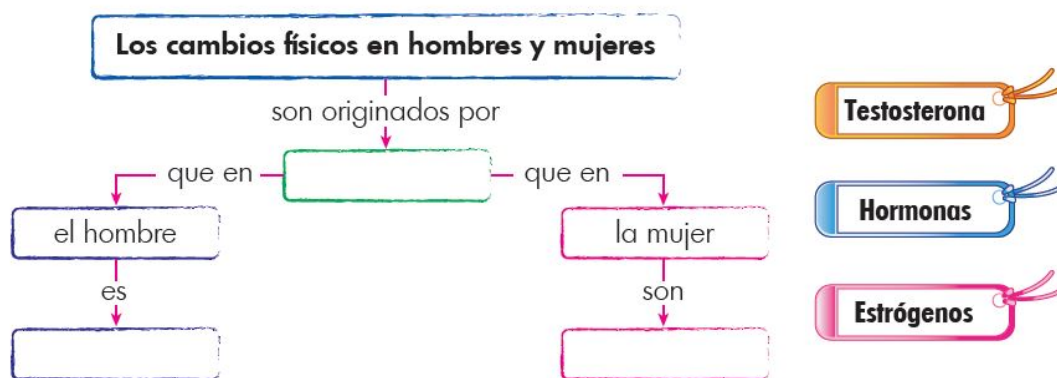 Los cambios físicos en hombres y mujeres
son originados por
que en
que en
el hombre
la mujer
es
son
Testosterona
Hormonas
Estrógenos